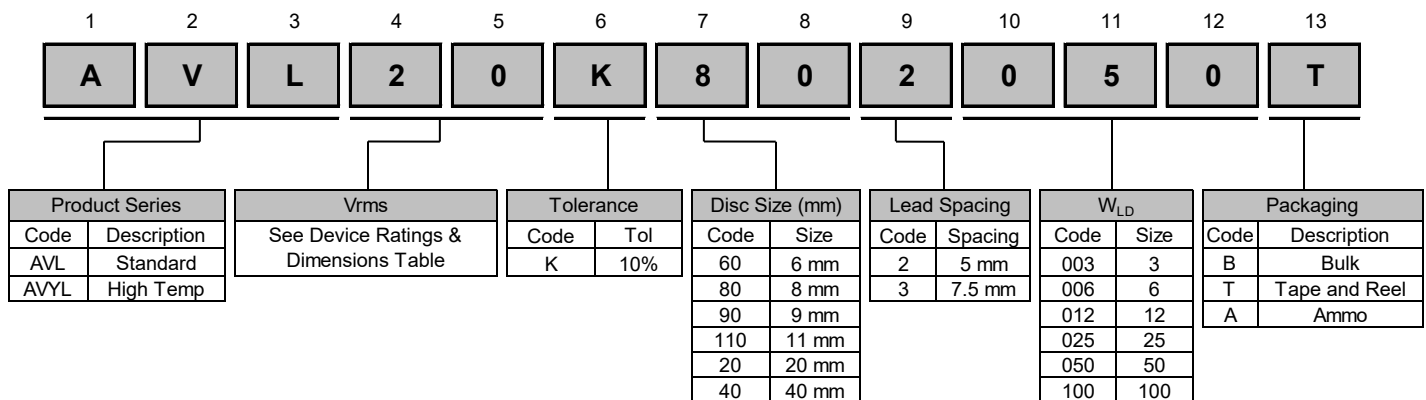 1 2 3 4 5 6 7 8 9 10 11 12 13
A V L 2 0 K 8 0 2 0 5 0 T
Product Series
Code Description
AVL Standard
AVYL High Temp
Vrms
See Device Ratings &
Dimensions Table
Tolerance
Code Tol
K 10%
Disc Size (mm)
Code Size
60 6 mm
80 8 mm
90 9 mm
110 11 mm
20 20 mm
40 40 mm
Lead Spacing
Code Spacing
2 5 mm
3 7.5 mm
WLD
Code Size
003 3
006 6
012 12
025 25
050 50
100 100
Packaging
Code Description
B Bulk
T Tape and Reel
A Ammo